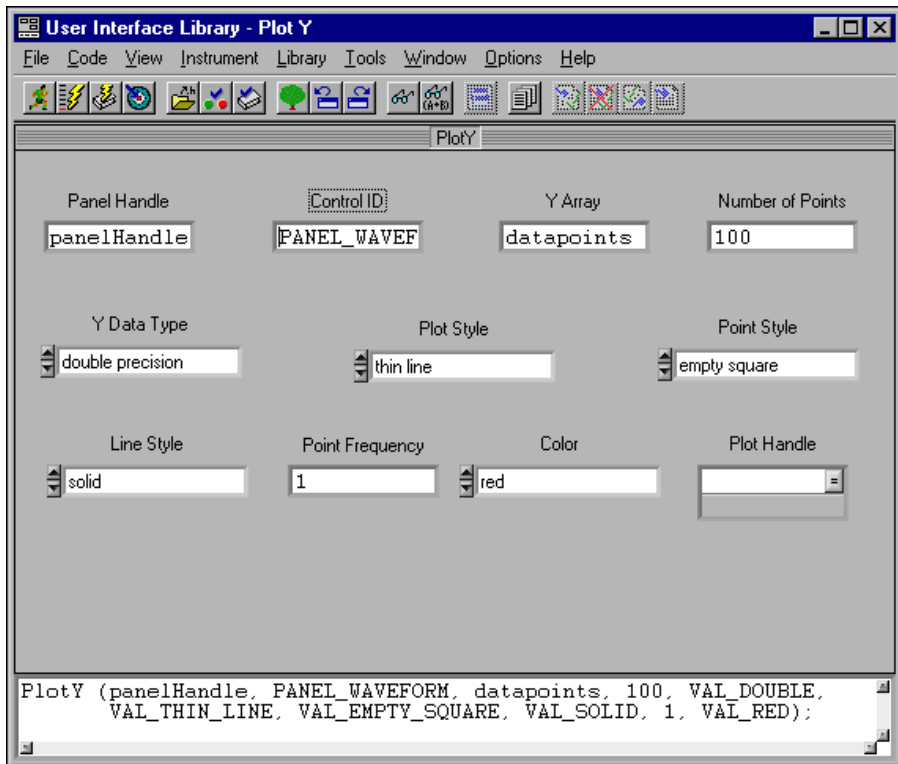 User Interface Library - Plot Y
File Code View Instrument Library Tools Window Options Help
PlotY
Panel Handle Control ID Y Array Number of Points
panelHandle PANEL_WAVEF datapoints 100
Y Data Type Plot Style Point Style
double precision thin line empty square
Line Style Point Frequency Color Plot Handle
solid 1 red
PlotY (panelHandle, PANEL_WAVEFORM, datapoints, 100, VAL_DOUBLE,
VAL_THIN_LINE, VAL_EMPTY_SQUARE, VAL_SOLID, 1, VAL_RED);